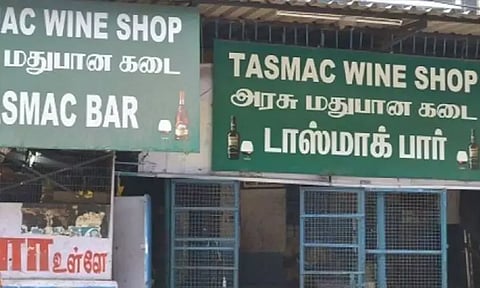 AC WINE SHOP
மதுபான கடை
SMAC BAR
TASMAC WINE SHOP
அரசு மதுபான கடை
டாஸ்மாக் பார்
உள்ளே